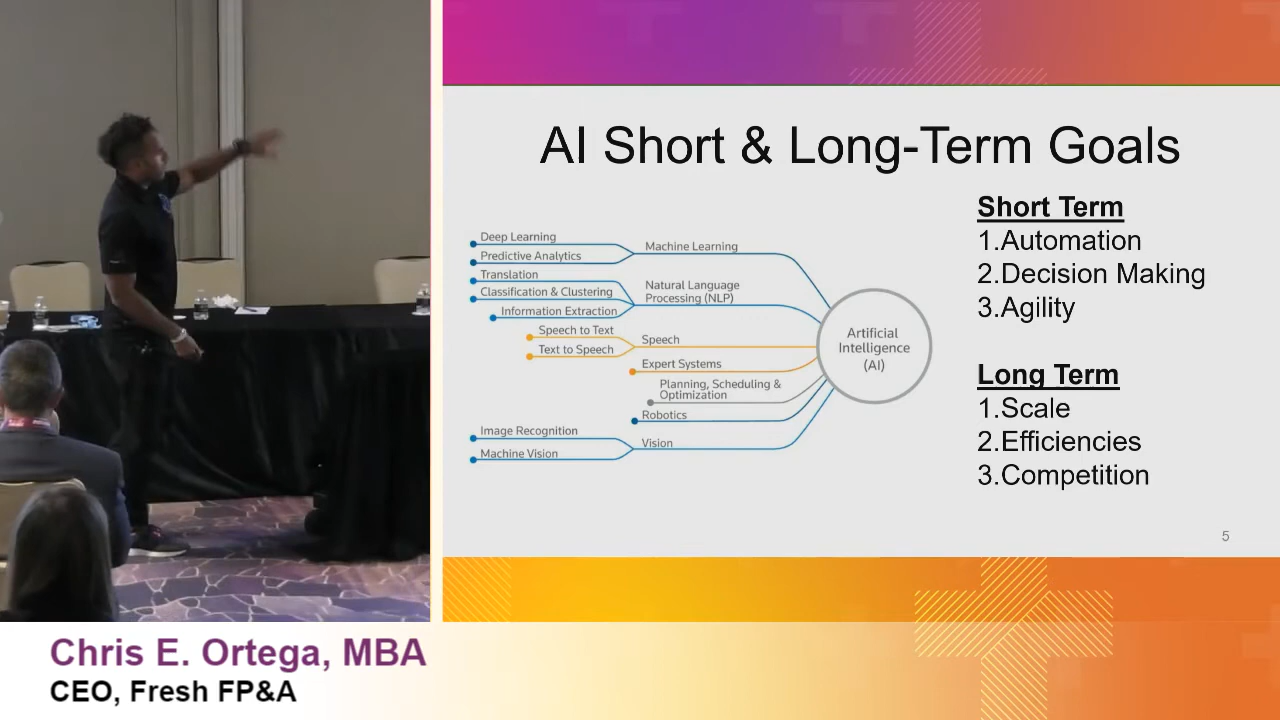 AI Short & Long-Term Goals
Deep Learning
Predictive Analytics
Translation
Classification & Clustering
Information Extraction
Speech to Text
Text to Speech
Image Recognition
Machine Vision
Machine Learning
Natural Language
Processing (NLP)
Speech
Expert Systems
Planning, Scheduling &
Optimization
Robotics
Vision
Artificial
Intelligence
(AI)
Short Term
1.Automation
2.Decision Making
3.Agility
Long Term
1.Scale
2.Efficiencies
3.Competition
5
Chris E. Ortega, MBA
CEO, Fresh FP&A